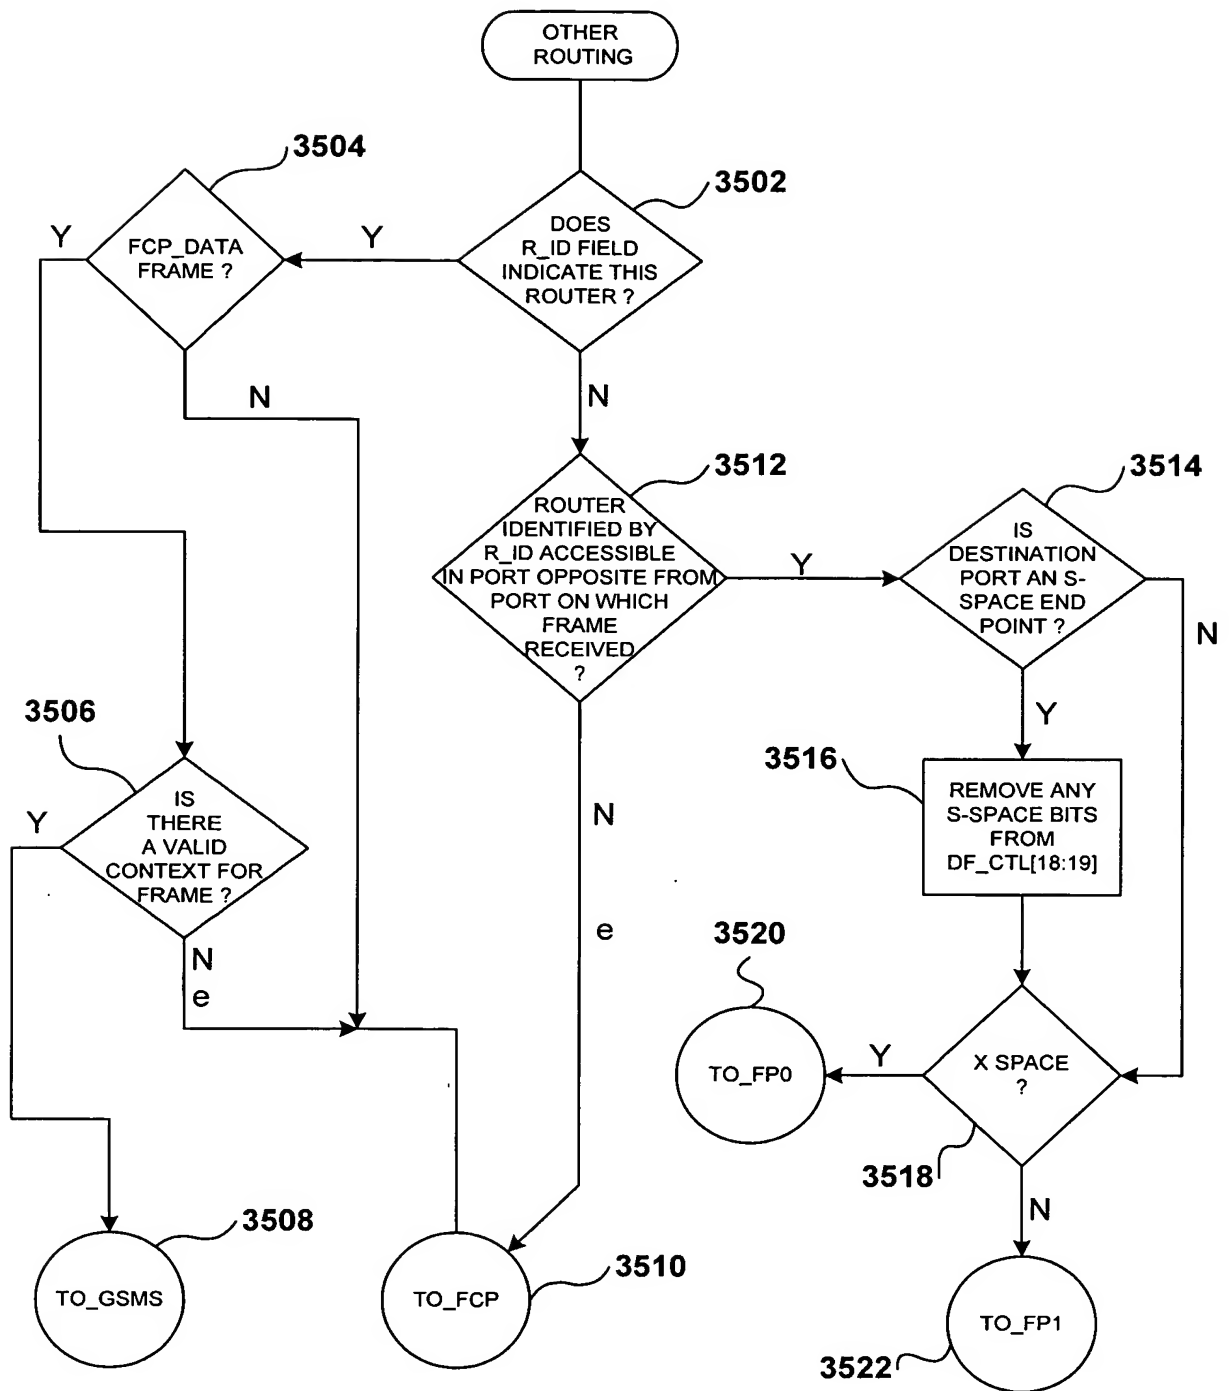 OTHER
ROUTING
3504
3502
Y
FCP_DATA
FRAME ?
Y
DOES
R_ID FIELD
INDICATE THIS
ROUTER ?
N
N
3512
3514
ROUTER
IDENTIFIED BY
R_ID ACCESSIBLE
IN PORT OPPOSITE FROM
PORT ON WHICH
FRAME
RECEIVED
?
Y
IS
DESTINATION
PORT AN S-
SPACE END
POINT ?
N
Y
3506
Y
IS
THERE
A VALID
CONTEXT FOR
FRAME ?
N
e
N
e
3516
REMOVE ANY
S-SPACE BITS
FROM
DF_CTL[18:19]
3520
TO_FP0
Y
X SPACE
?
3518
N
3508
TO_GSMS
3510
TO_FCP
TO_FP1
3522